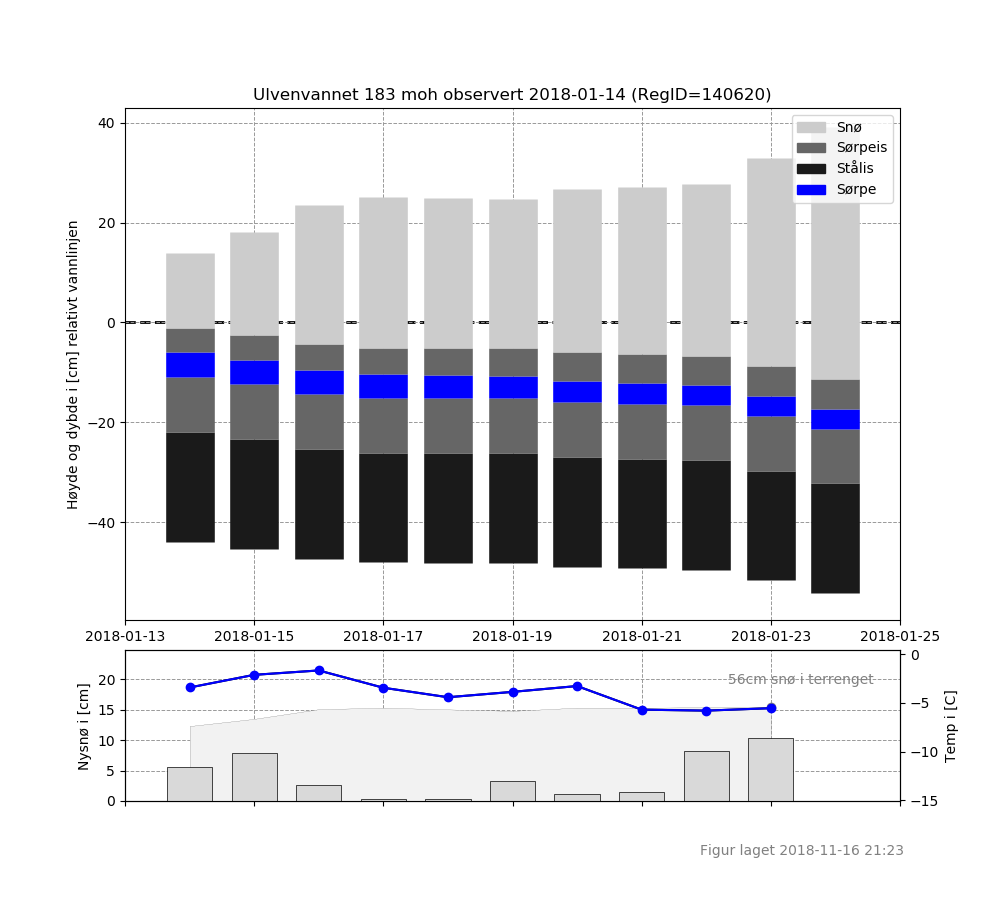 Ulvenvannet 183 moh observert 2018-01-14 (RegID=140620)
Høyde og dybde i [cm] relativt vannlinjen
40
20
0
−20
−40
Snø
Sørpeis
Stålis
Sørpe
2018-01-13 2018-01-15 2018-01-17 2018-01-19 2018-01-21 2018-01-23 2018-01-25
Nysnø i [cm]
20
15
10
5
0
56cm snø i terrenget
0
−5
−10
−15
Temp i [C]
Figur laget 2018-11-16 21:23